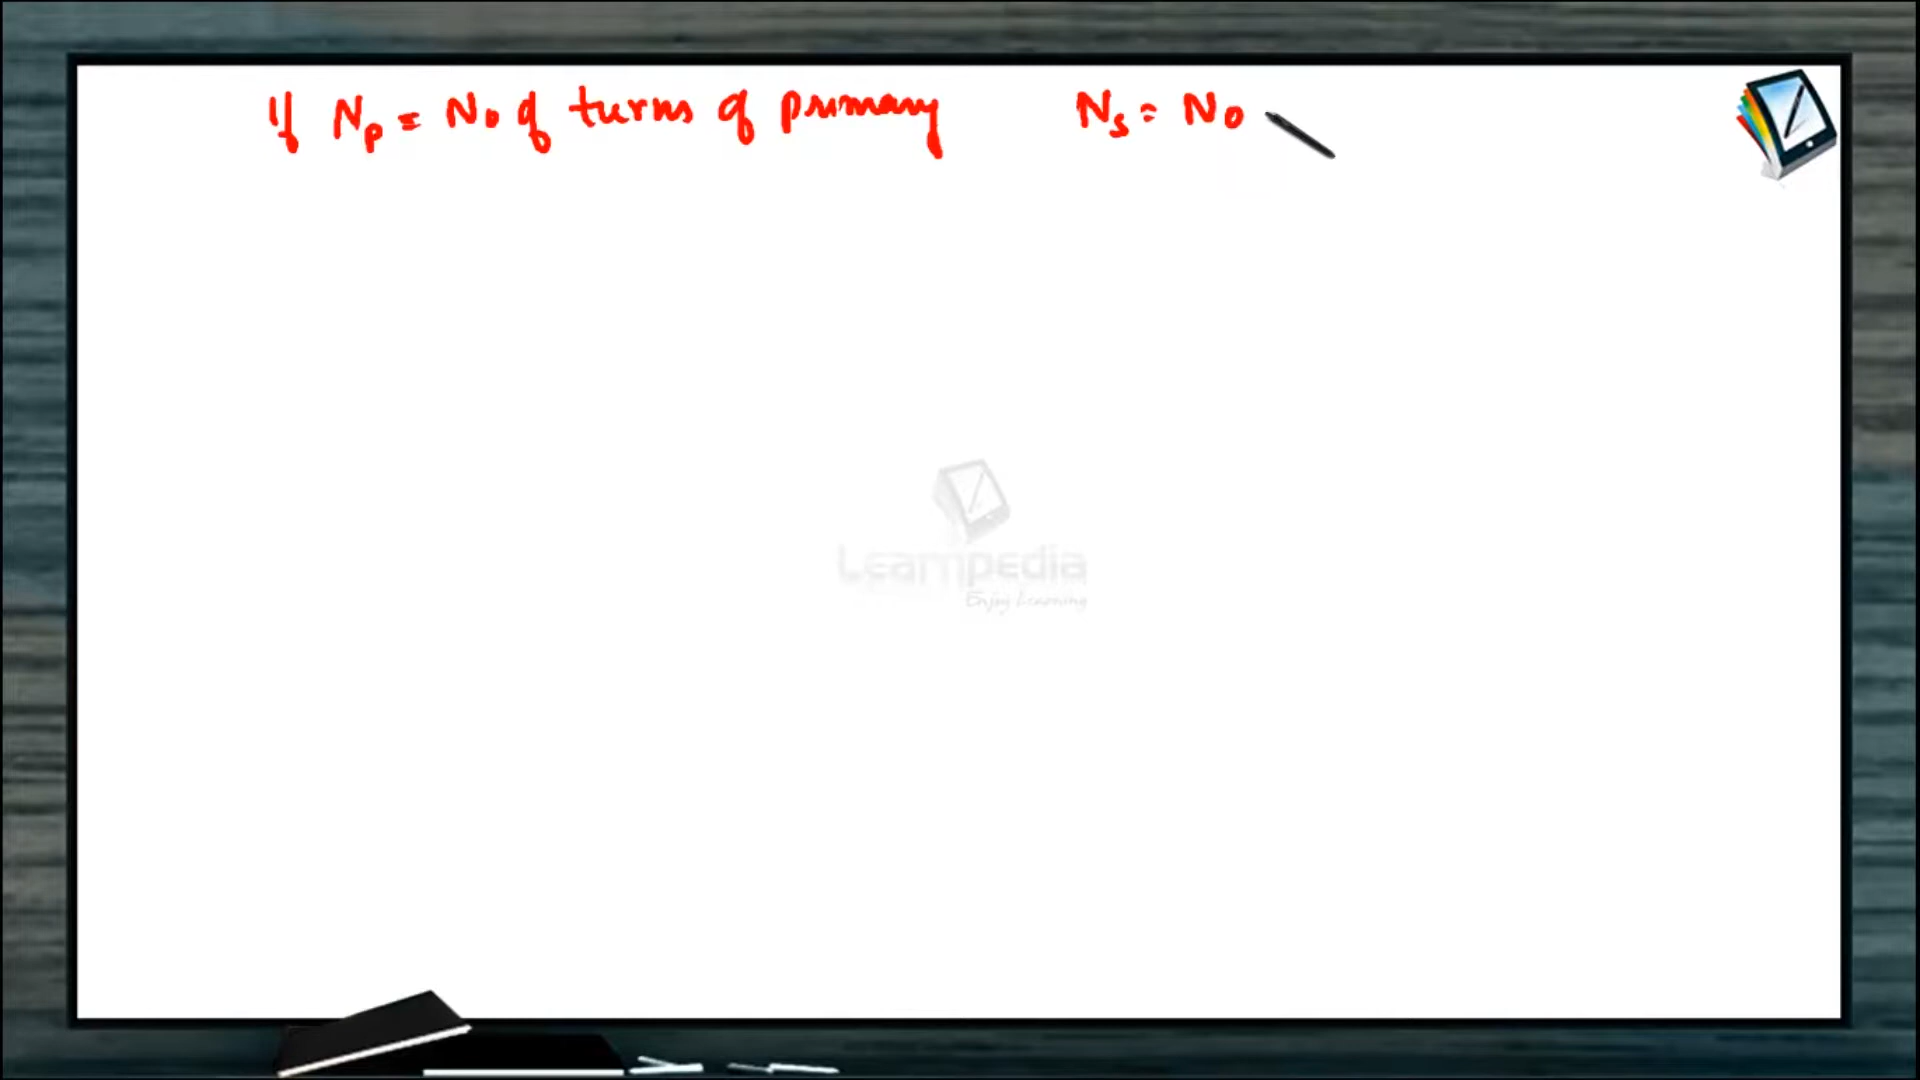 If Np = No of turns of primary Ns = No
Learnpedia
Enjoy Learning